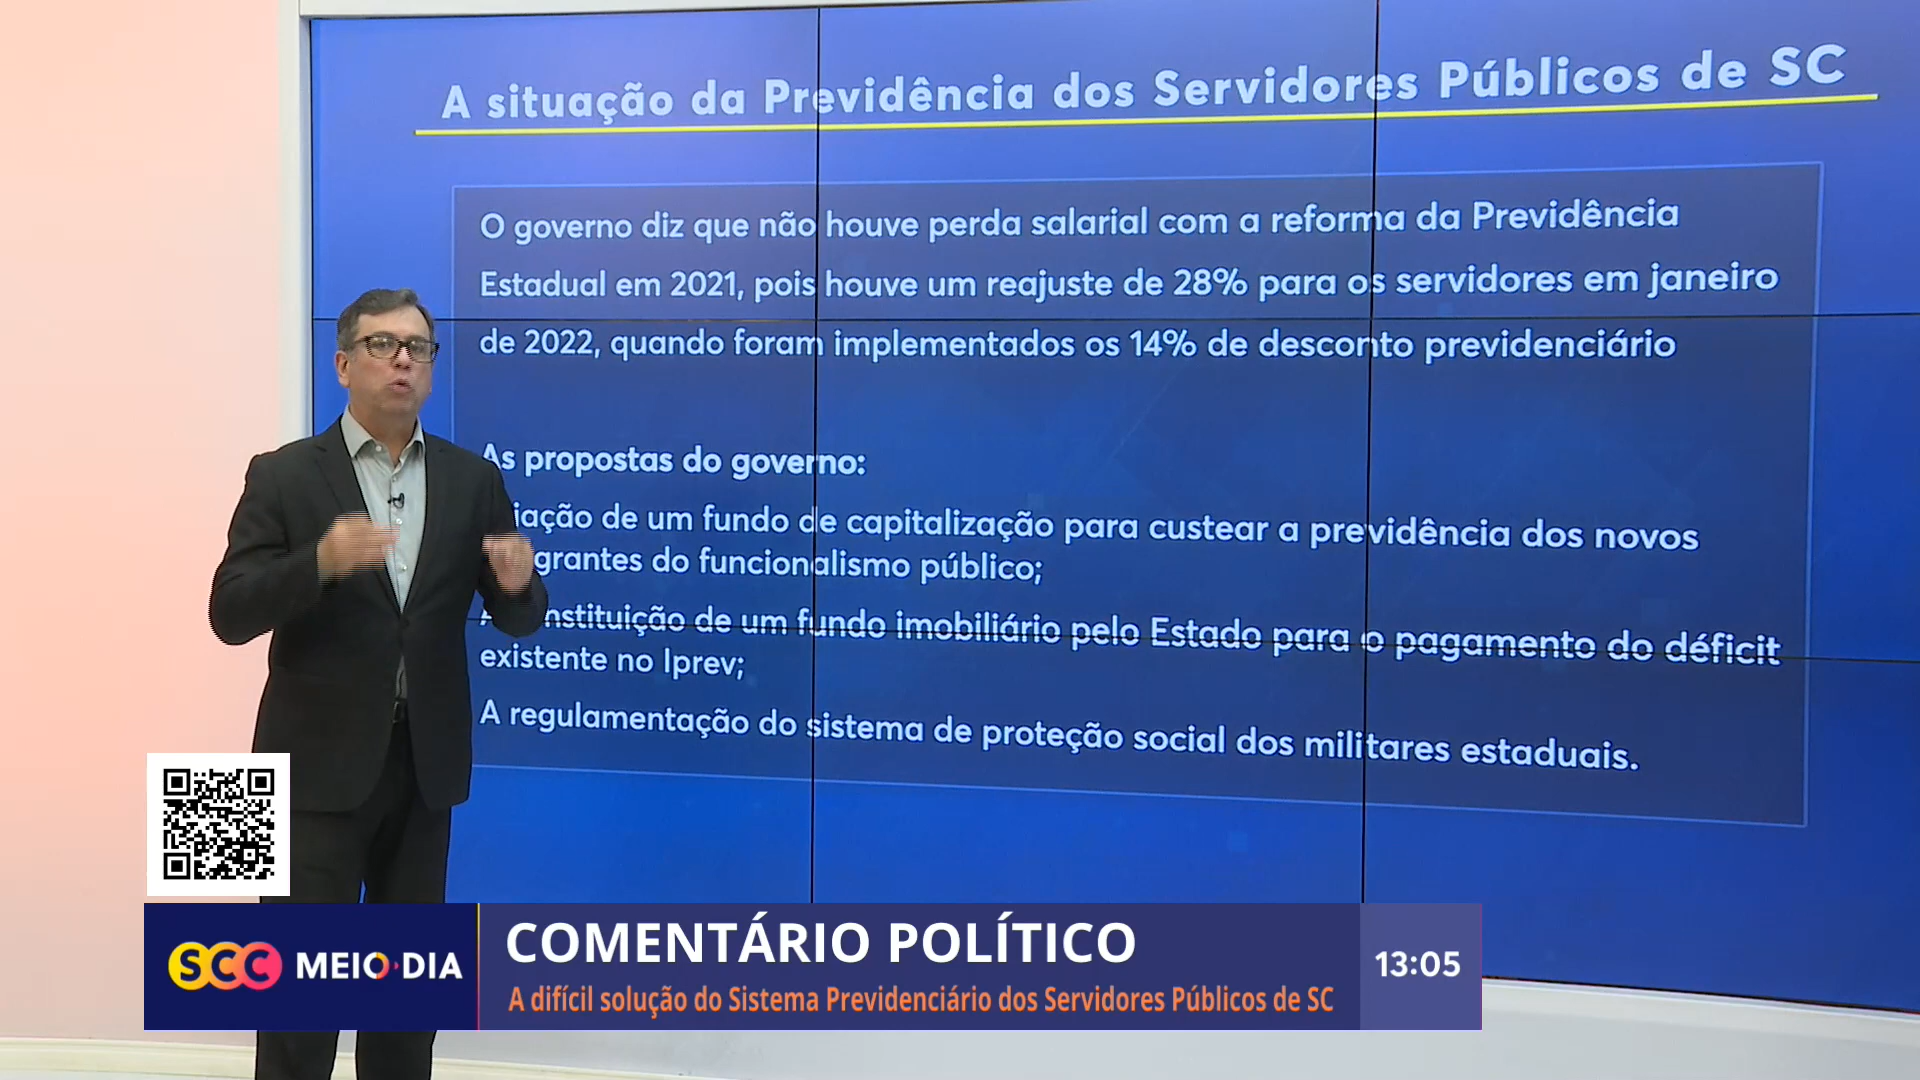 A situação da Previdência dos Servidores Públicos de SC
O governo diz que não houve perda salarial com a reforma da Previdência
Estadual em 2021, pois houve um reajuste de 28% para os servidores em janeiro
de 2022, quando foram implementados os 14% de desconto previdenciário
As propostas do governo:
iação de um fundo de capitalização para custear a previdência dos novos
grantes do funcionalismo público;
A nstituição de um fundo imobiliário pelo Estado para o pagamento do déficit
existente no Iprev;
A regulamentação do sistema de proteção social dos militares estaduais.
SCC MEIO-DIA
COMENTÁRIO POLÍTICO
13:05
A difícil solução do Sistema Previdenciário dos Servidores Públicos de SC